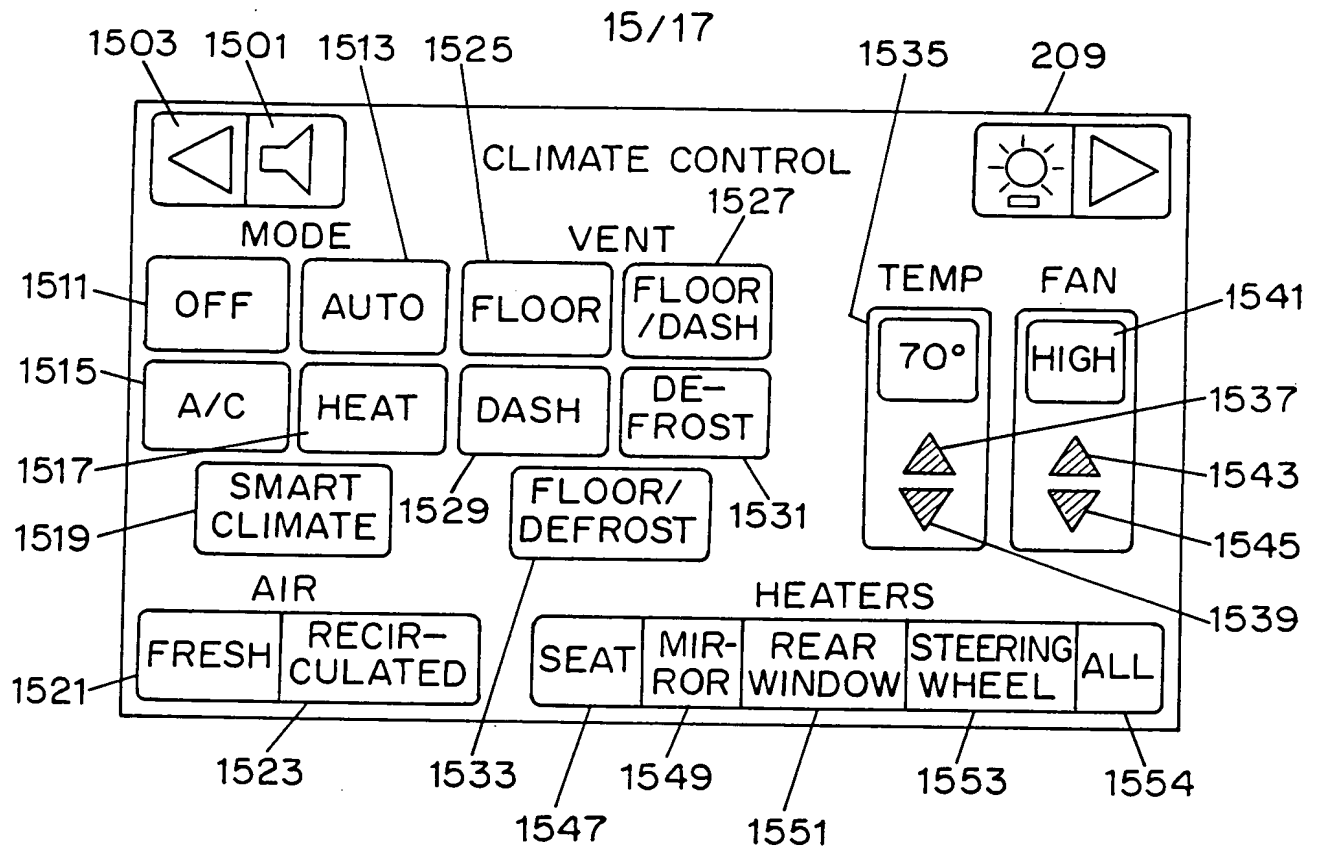 15/17
1503 1501 1513 1525 1535 209
CLIMATE CONTROL
1527
MODE VENT
TEMP FAN
1511 OFF AUTO FLOOR FLOOR
/DASH
70° HIGH 1541
1515 A/C HEAT DASH DE-
FROST
1537
1517 1529 1531 1543
SMART
CLIMATE
FLOOR/
DEFROST
1519 1545
AIR HEATERS 1539
FRESH RECIR-
CULATED
SEAT MIR-
ROR
REAR
WINDOW
STEERING
WHEEL
ALL
1521
1523 1533 1549 1553 1554
1547 1551